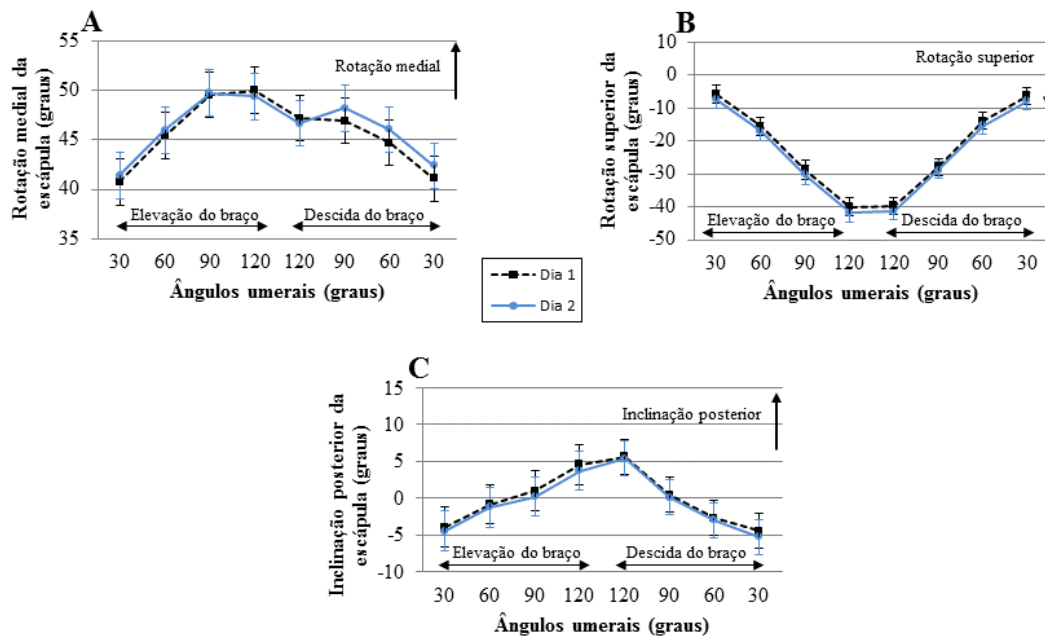 A
Rotação medial da
escápula (graus)
55
50
45
40
35
Rotação medial
Elevação do braço
Descida do braço
30 60 90 120 120 90 60 30
Ângulos umerais (graus)
B
Rotação superior da
escápula (graus)
10
0
-10
-20
-30
-40
-50
Rotação superior
Elevação do braço
Descida do braço
30 60 90 120 120 90 60 30
Ângulos umerais (graus)
Dia 1
Dia 2
C
Inclinação posterior da
escápula (graus)
15
10
5
0
-5
-10
Inclinação posterior
Elevação do braço
Descida do braço
30 60 90 120 120 90 60 30
Ângulos umerais (graus)